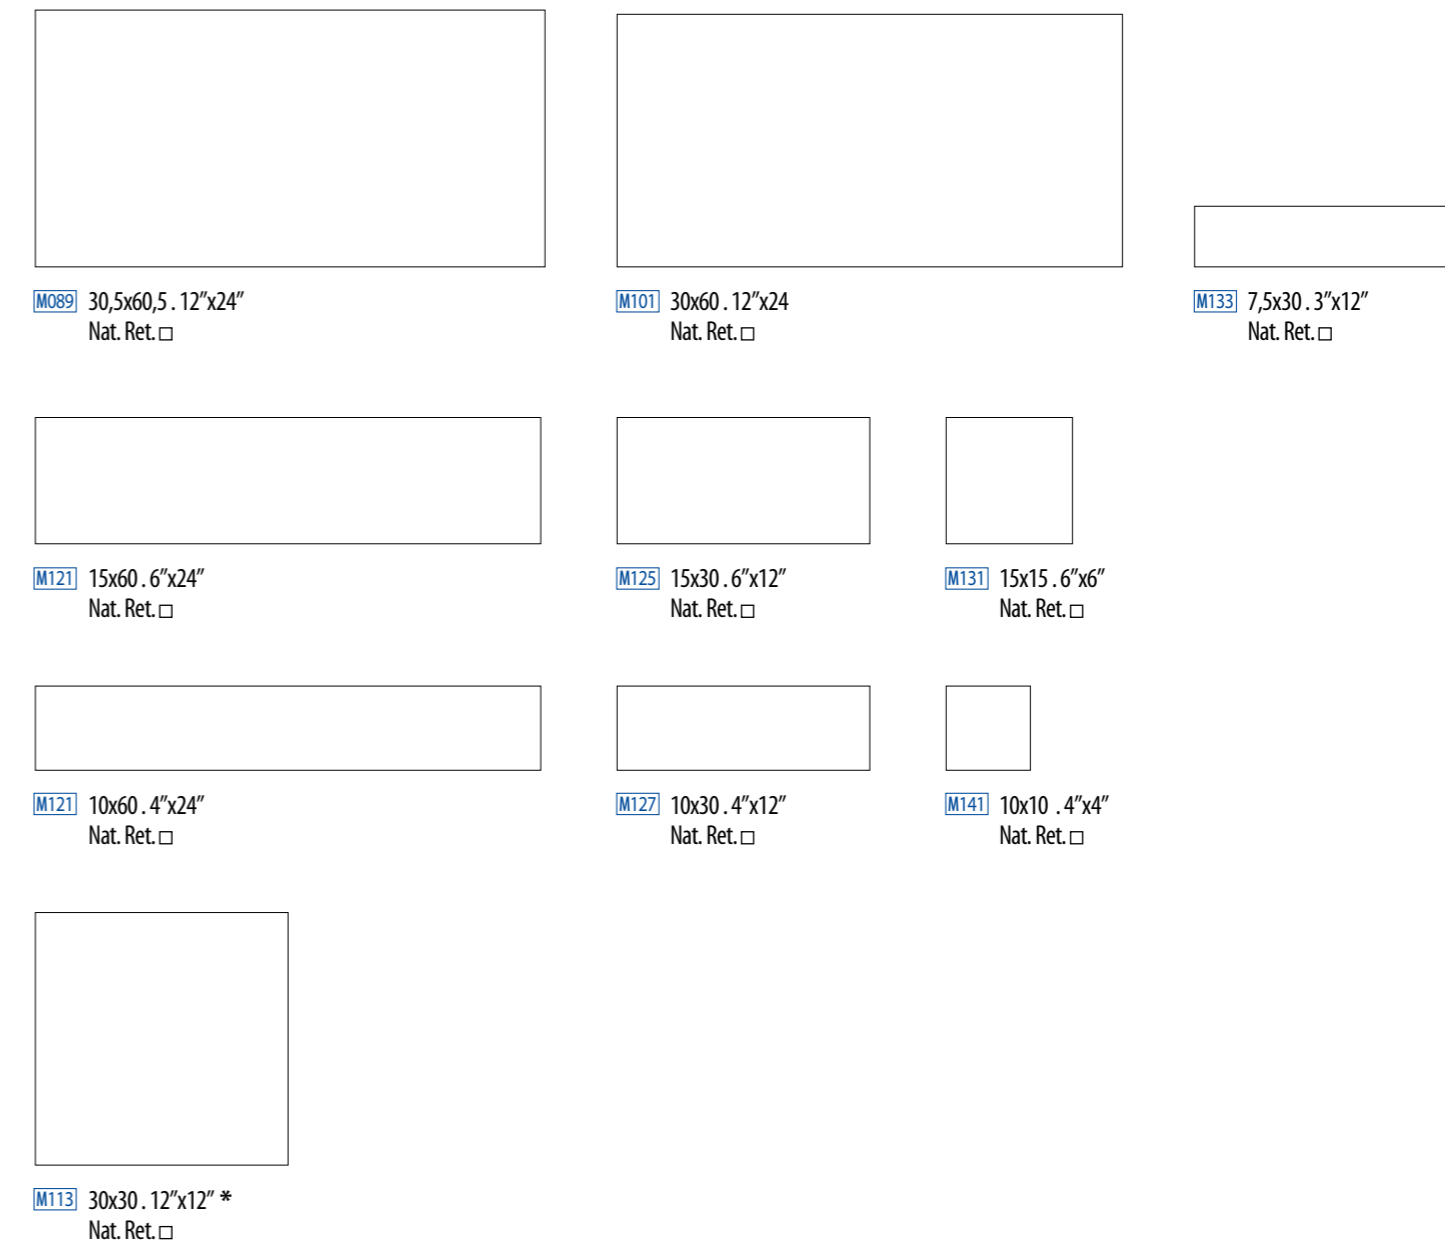 M089 30,5x60,5 . 12”x24”
Nat. Ret. □
M101 30x60 . 12”x24
Nat. Ret. □
M133 7,5x30 . 3”x12”
Nat. Ret. □
M121 15x60 . 6”x24”
Nat. Ret. □
M125 15x30 . 6”x12”
Nat. Ret. □
M131 15x15 . 6”x6”
Nat. Ret. □
M121 10x60 . 4”x24”
Nat. Ret. □
M127 10x30 . 4”x12”
Nat. Ret. □
M141 10x10 . 4”x4”
Nat. Ret. □
M113 30x30 . 12”x12” *
Nat. Ret. □